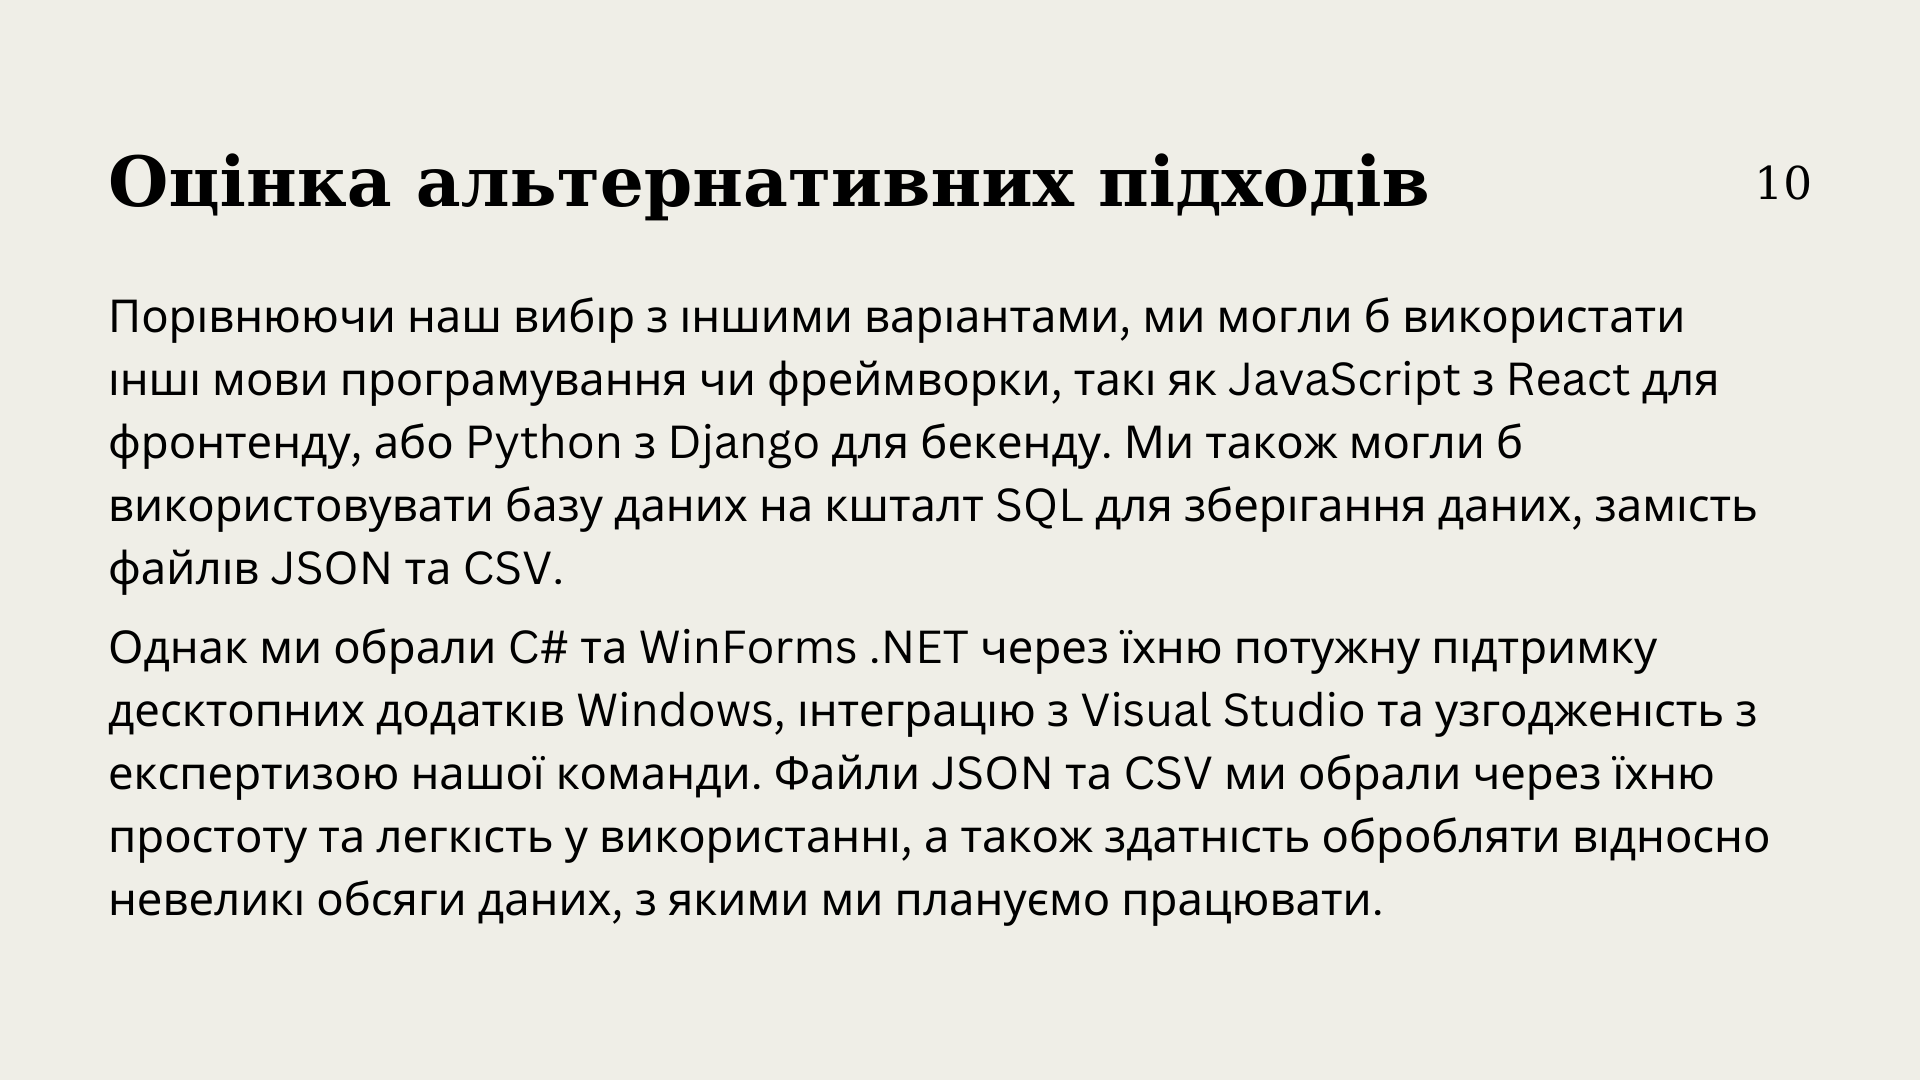 Оцінка альтернативних підходів
10
Порівнюючи наш вибір з іншими варіантами, ми могли б використати
інші мови програмування чи фреймворки, такі як JavaScript з React для
фронтенду, або Python з Django для бекенду. Ми також могли б
використовувати базу даних на кшталт SQL для зберігання даних, замість
файлів JSON та CSV.
Однак ми обрали C# та WinForms .NET через їхню потужну підтримку
десктопних додатків Windows, інтеграцію з Visual Studio та узгодженість з
експертизою нашої команди. Файли JSON та CSV ми обрали через їхню
простоту та легкість у використанні, а також здатність обробляти відносно
невеликі обсяги даних, з якими ми плануємо працювати.